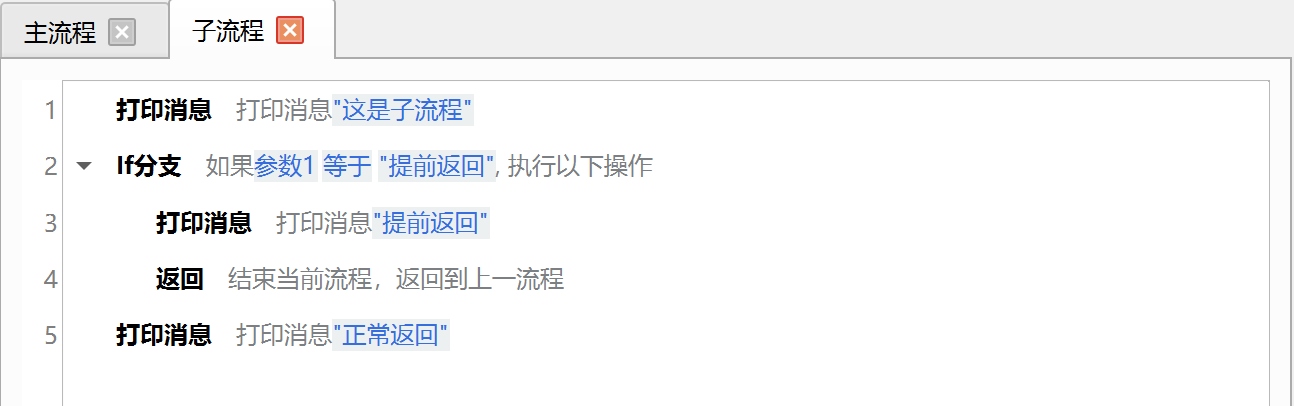 主流程 子流程
1 打印消息 打印消息"这是子流程"
2 If分支 如果参数1 等于 "提前返回", 执行以下操作
3 打印消息 打印消息"提前返回"
4 返回 结束当前流程，返回到上一流程
5 打印消息 打印消息"正常返回"